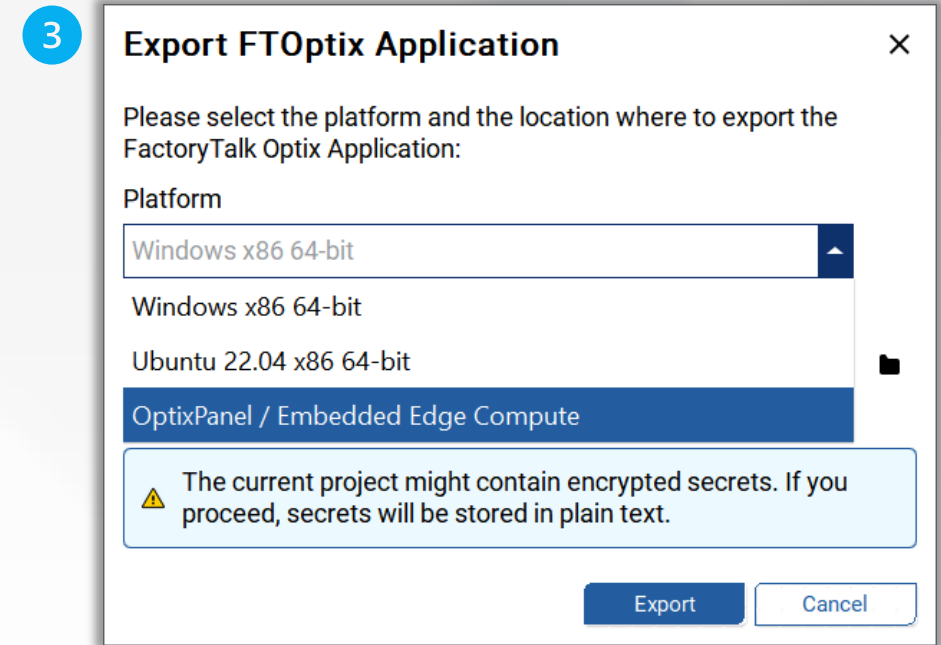 3
Export FTOptix Application
Please select the platform and the location where to export the
FactoryTalk Optix Application:
Platform
Windows x86 64-bit
Windows x86 64-bit
Ubuntu 22.04 x86 64-bit
OptixPanel / Embedded Edge Compute
The current project might contain encrypted secrets. If you
proceed, secrets will be stored in plain text.
Export
Cancel